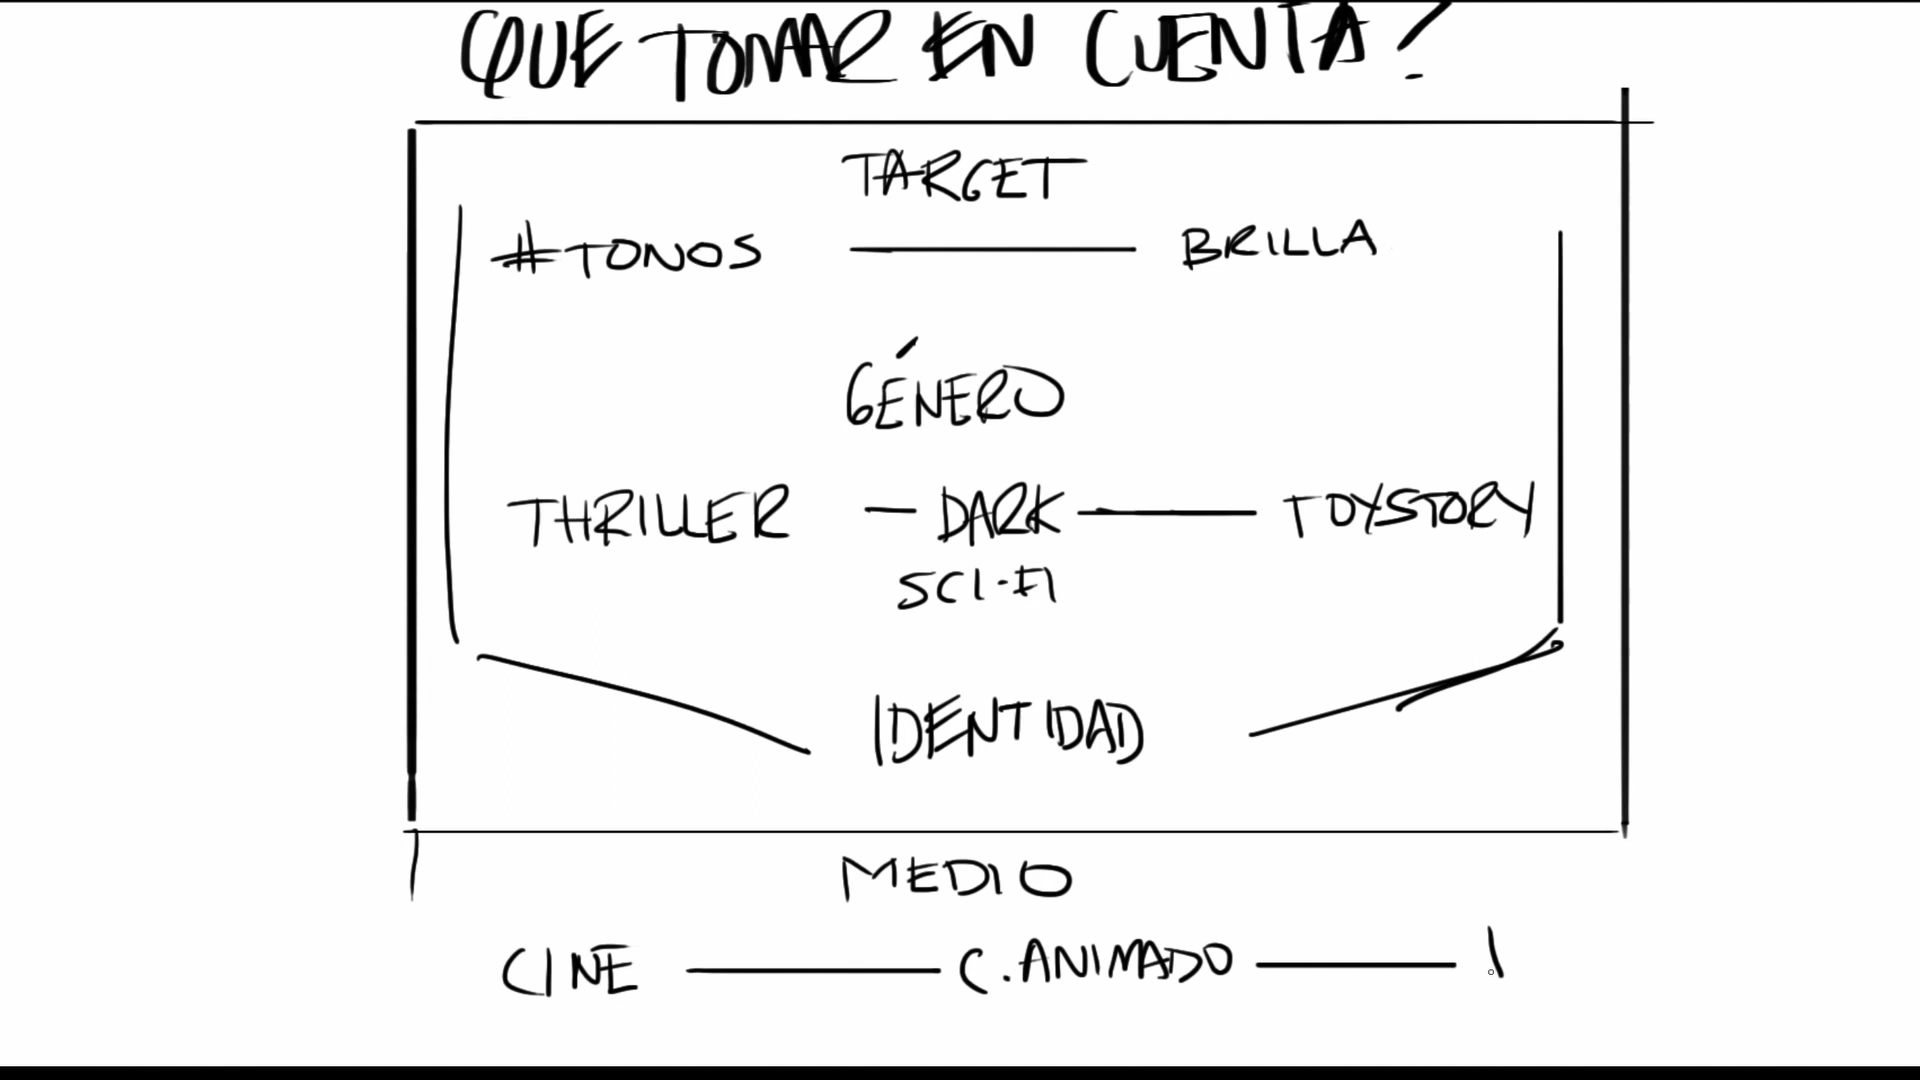 QUE TOMAR EN CUENTA?
TARGET
#TONOS — BRILLA
GÉNERO
THRILLER — DARK — TOYSTORY
SCI-FI
IDENTIDAD
MEDIO
CINE — C. ANIMADO —